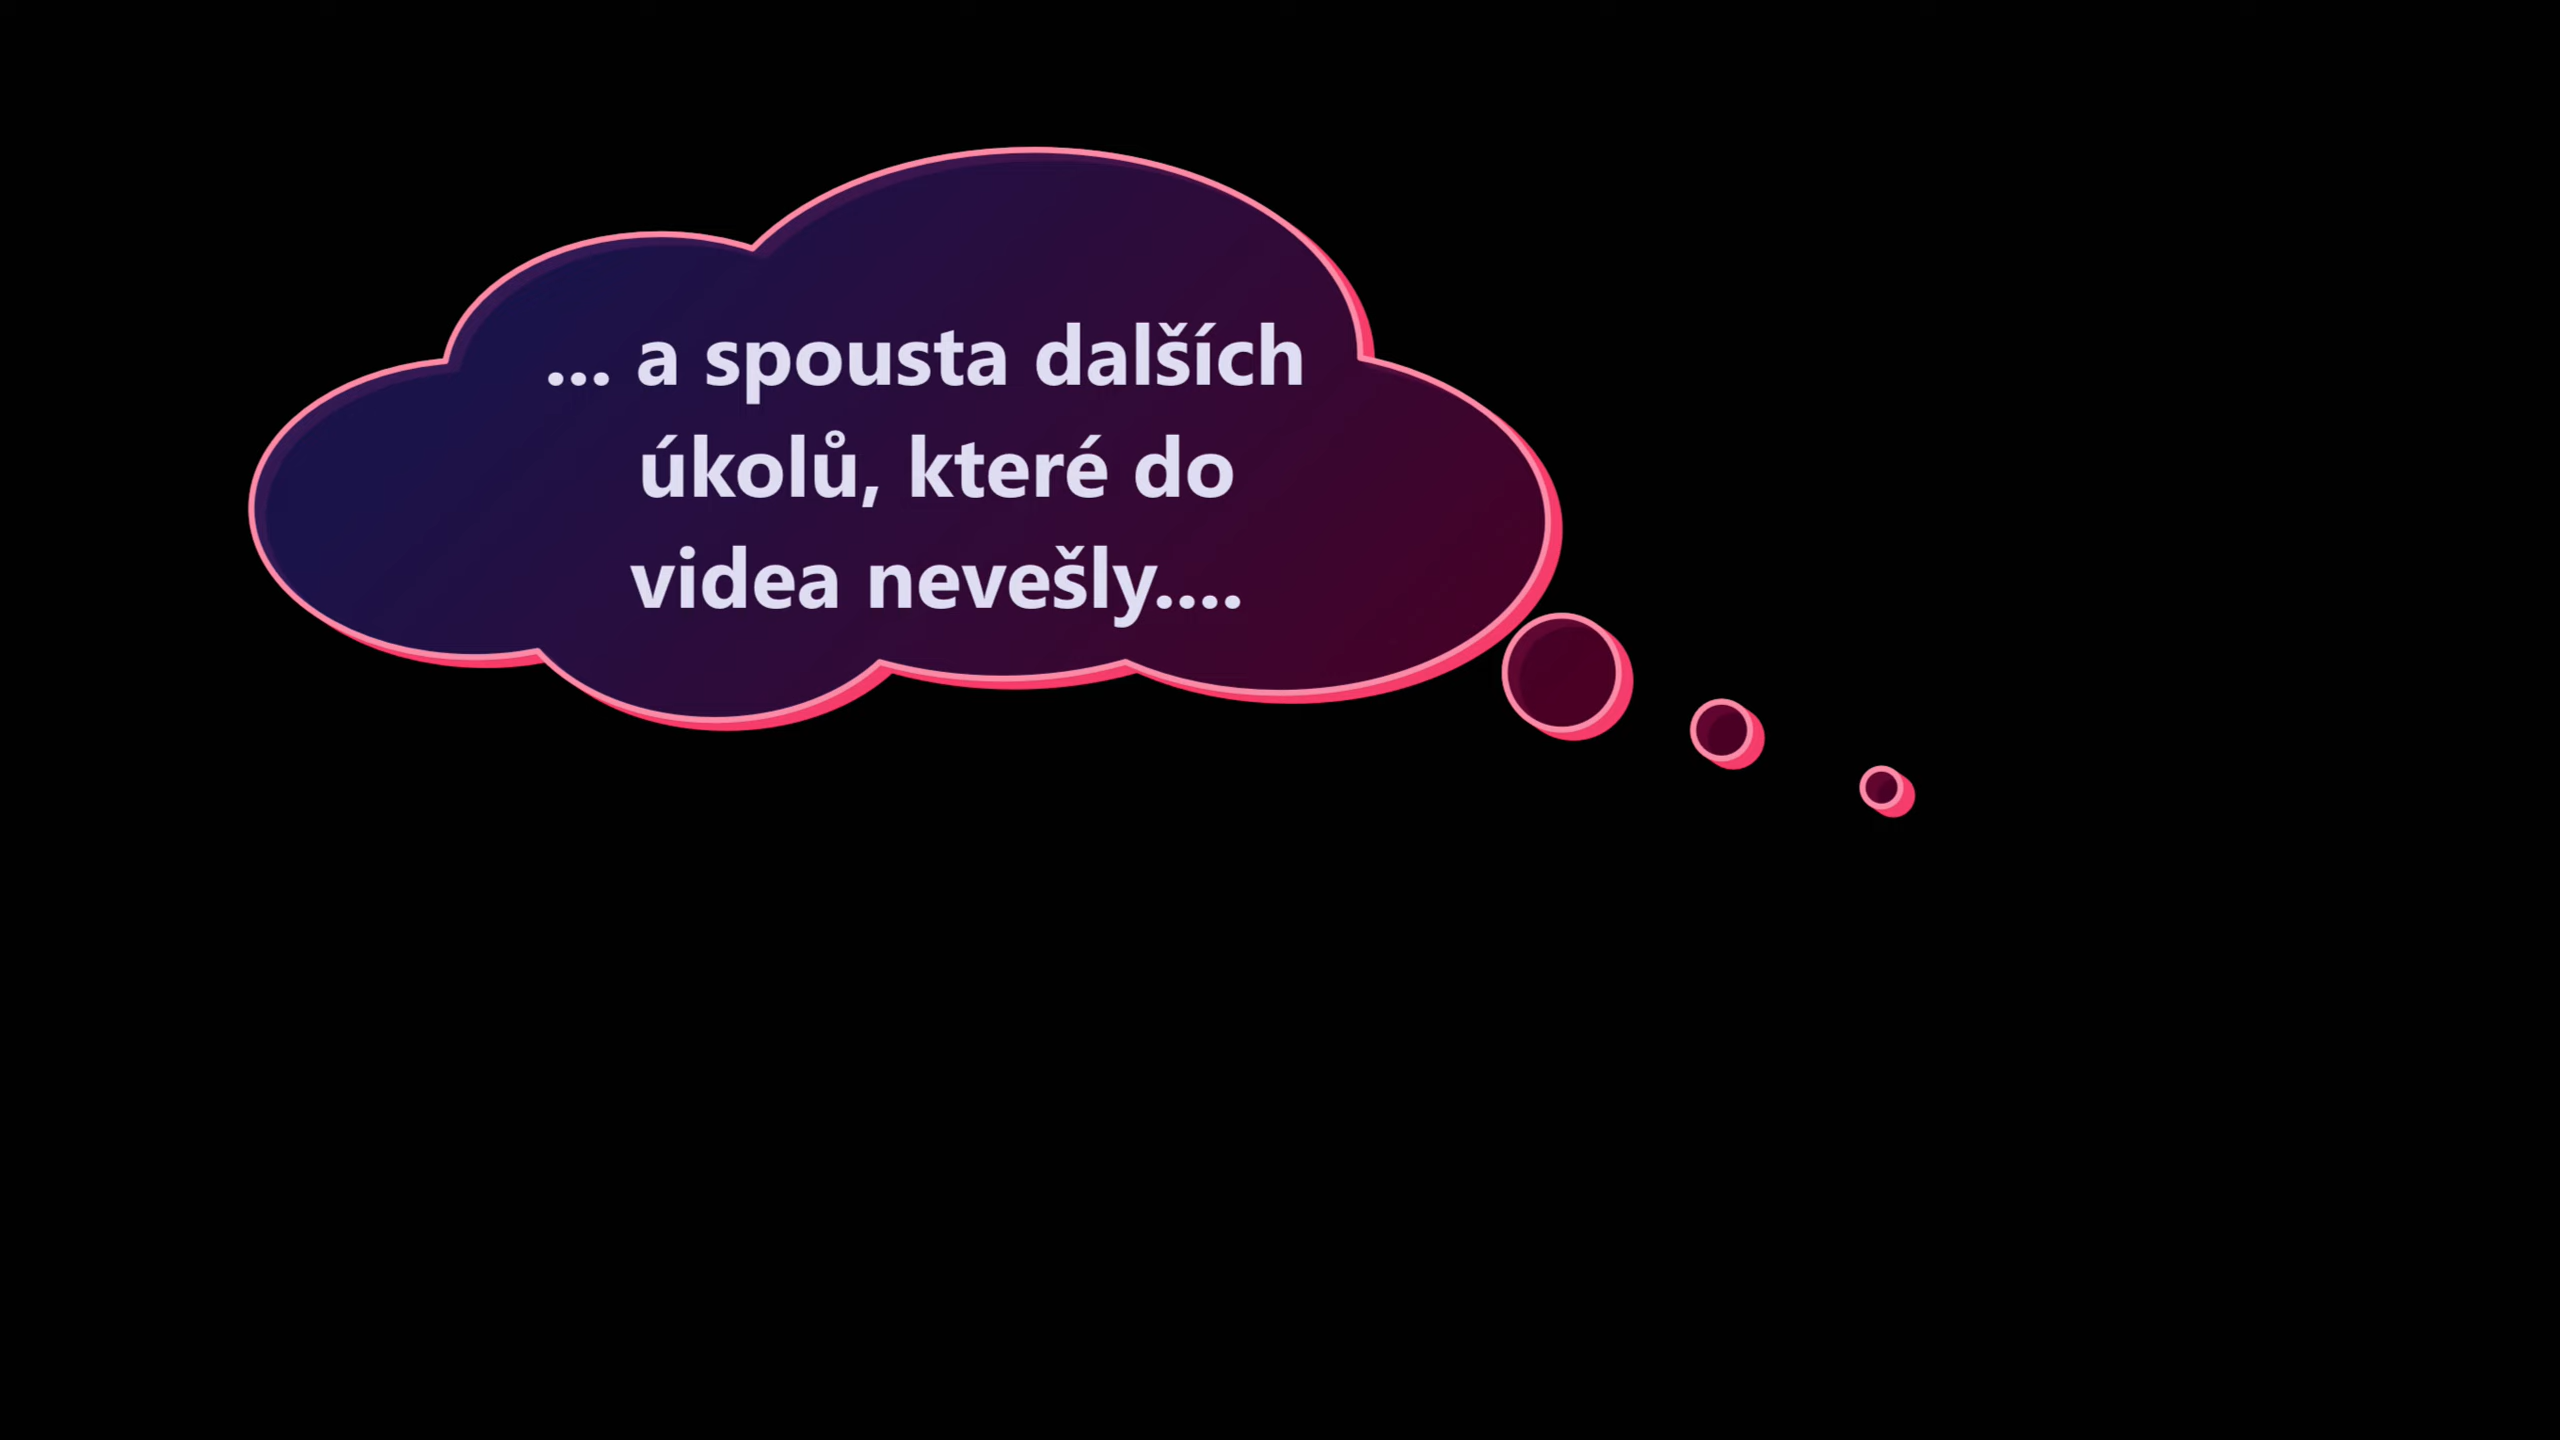 ... a spousta dalších
úkolů, které do
videa nevešly....